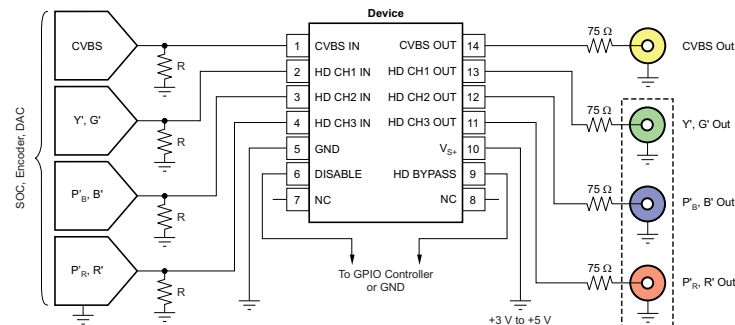 Device
SOC, Encoder, DAC
CVBS
R
Y', G'
R
P'B, B'
R
P'R, R'
R
1 CVBS IN CVBS OUT 14
2 HD CH1 IN HD CH1 OUT 13
3 HD CH2 IN HD CH2 OUT 12
4 HD CH3 IN HD CH3 OUT 11
5 GND VS+ 10
6 DISABLE HD BYPASS 9
7 NC NC 8
To GPIO Controller
or GND
+3 V to +5 V
75 Ω
CVBS Out
75 Ω
Y', G' Out
75 Ω
P'B, B' Out
75 Ω
P'R, R' Out